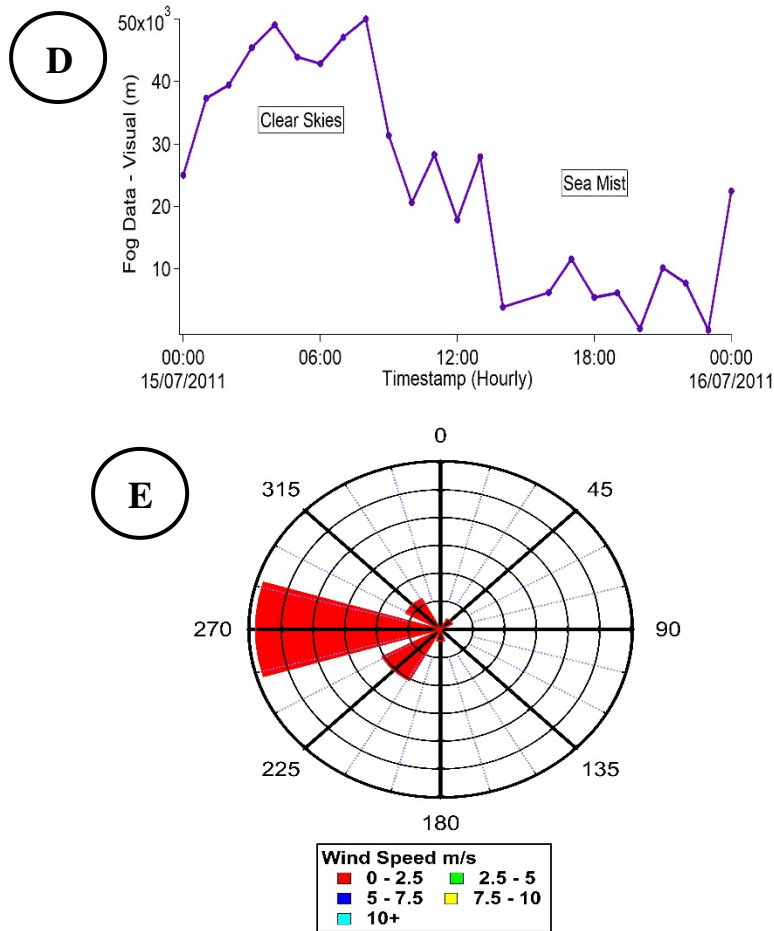 D
50x10³
40
30
20
10
Fog Data - Visual (m)
Clear Skies
Sea Mist
00:00 06:00 12:00 18:00 00:00
15/07/2011 Timestamp (Hourly) 16/07/2011
E
0
315 45
270 90
225 135
180
Wind Speed m/s
0 - 2.5 2.5 - 5
5 - 7.5 7.5 - 10
10+